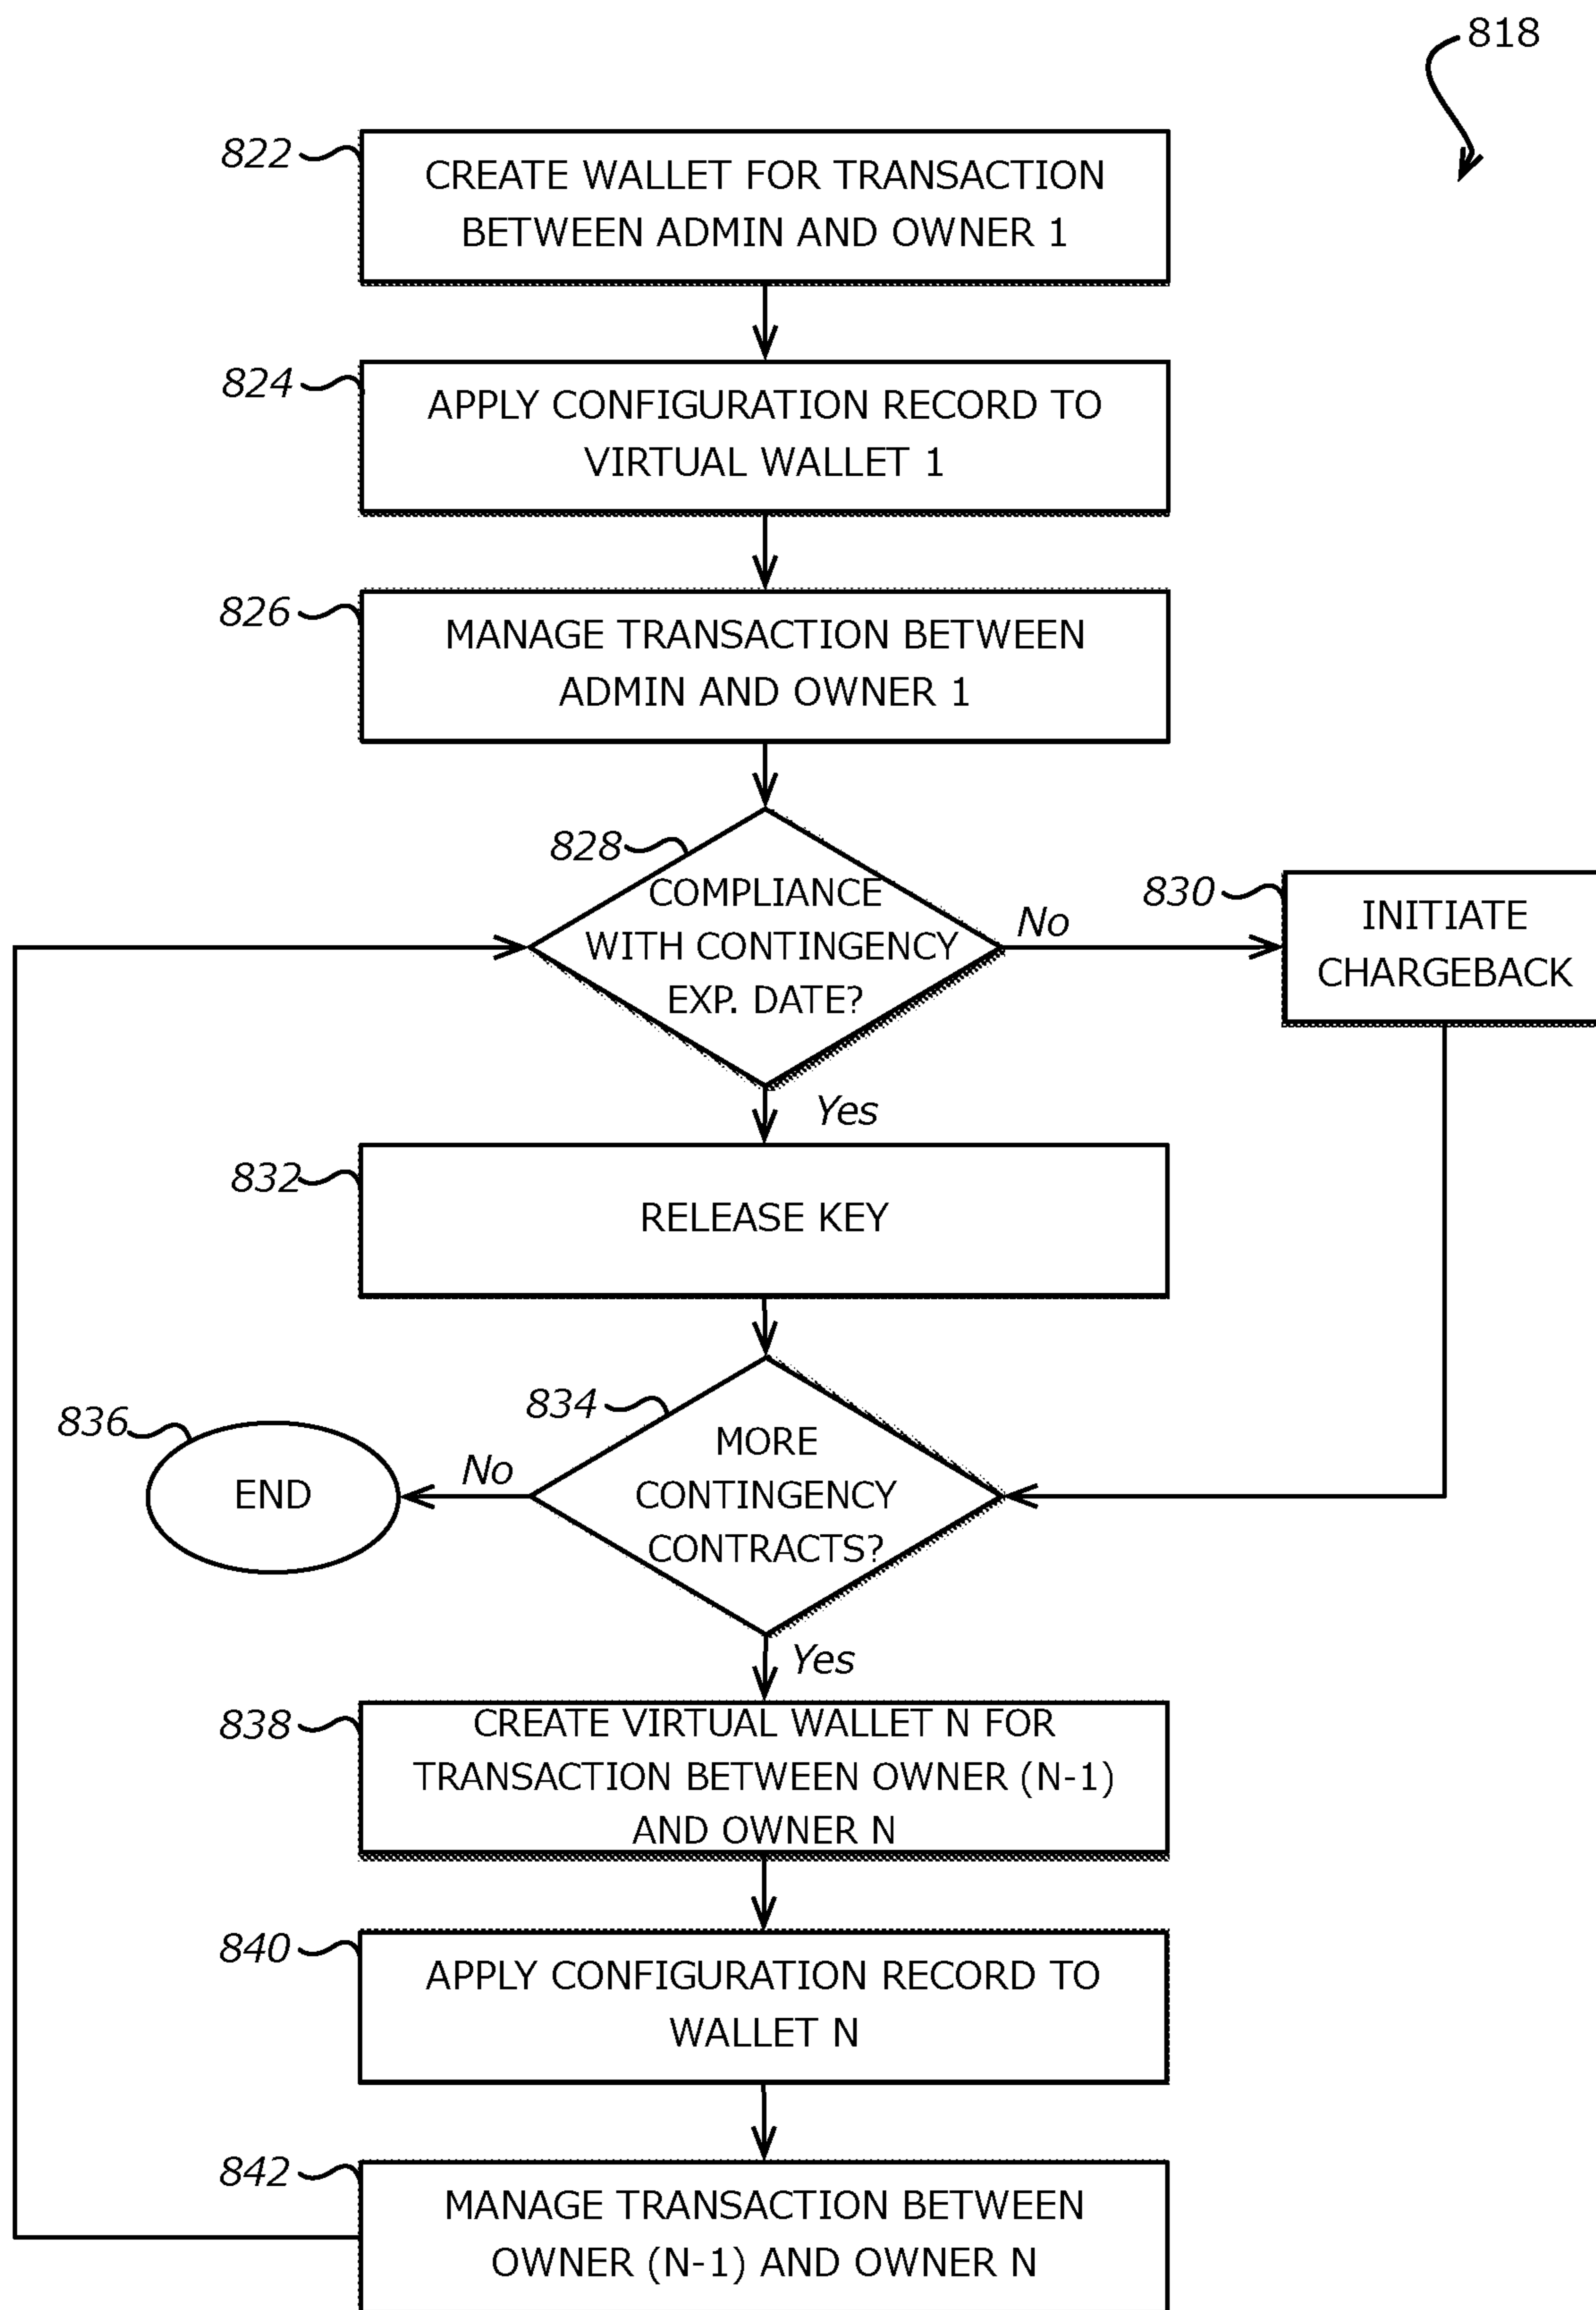 818
822
CREATE WALLET FOR TRANSACTION
BETWEEN ADMIN AND OWNER 1
824
APPLY CONFIGURATION RECORD TO
VIRTUAL WALLET 1
826
MANAGE TRANSACTION BETWEEN
ADMIN AND OWNER 1
828
COMPLIANCE
WITH CONTINGENCY
EXP. DATE?
No
830
INITIATE
CHARGEBACK
Yes
832
RELEASE KEY
834
MORE
CONTINGENCY
CONTRACTS?
No
836
END
Yes
838
CREATE VIRTUAL WALLET N FOR
TRANSACTION BETWEEN OWNER (N-1)
AND OWNER N
840
APPLY CONFIGURATION RECORD TO
WALLET N
842
MANAGE TRANSACTION BETWEEN
OWNER (N-1) AND OWNER N